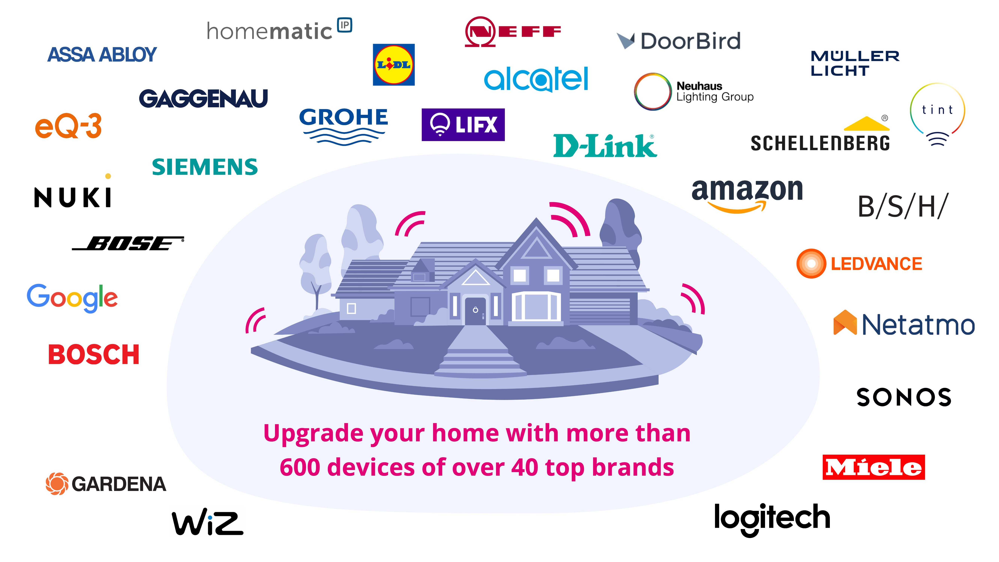 homematic IP
NEFF
DoorBird
ASSA ABLOY
LiDL
MÜLLER
LICHT
alcatel
Neuhaus
Lighting Group
GAGGENAU
tint
eQ-3
GROHE
LIFX
SCHELLENBERG ®
D-Link ®
SIEMENS
NUKI
amazon
B/S/H/
BOSE ®
LEDVANCE
Google
Netatmo
BOSCH
SONOS
Upgrade your home with more than
600 devices of over 40 top brands
Miele
GARDENA
WiZ
logitech